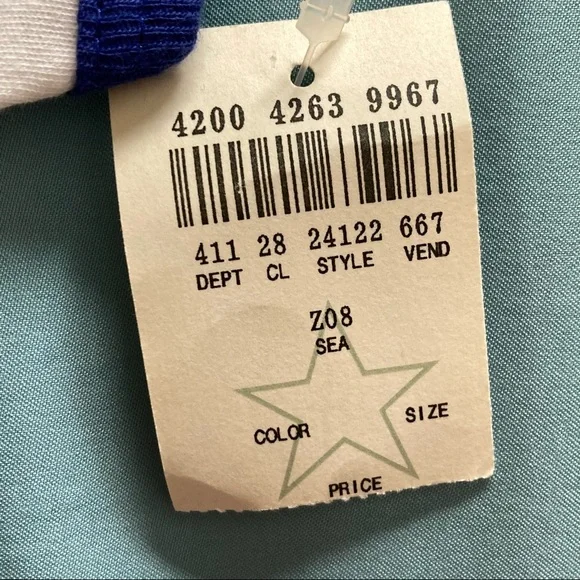 4200 4263 9967
411 28 24122 667
DEPT CL STYLE VEND
Z08
SEA
COLOR SIZE
PRICE